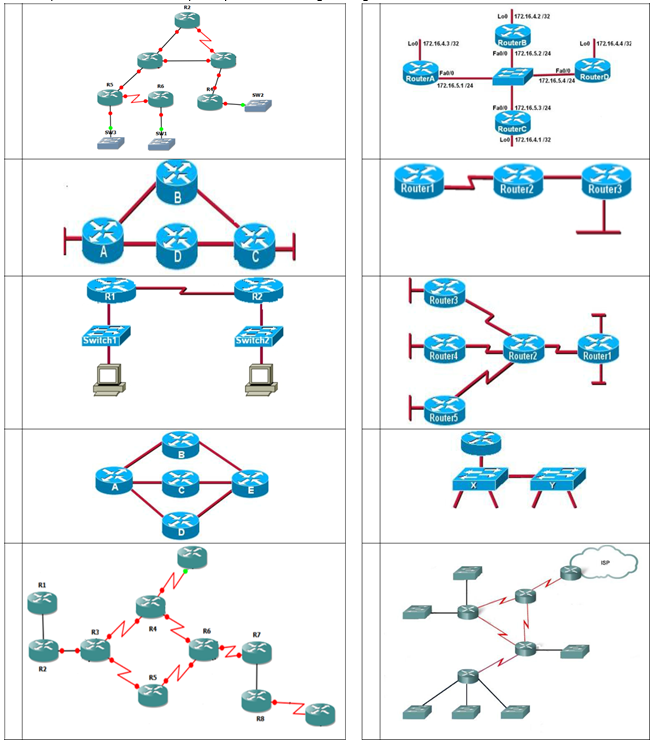 R2
R5
R6
R4
SW2
SW3
SW1
Lo0 172.16.4.2 /32
RouterB
Lo0 172.16.4.3 /32
Lo0 172.16.4.4 /32
Fa0/0 172.16.5.2 /24
Fa0/0
Fa0/0
RouterA
RouterD
172.16.5.1 /24
172.16.5.4 /24
Fa0/0 172.16.5.3 /24
RouterC
Lo0 172.16.4.1 /32
B
A
D
C
Router1
Router2
Router3
R1
R2
Switch1
Switch2
Router3
Router4
Router2
Router1
Router5
B
A
C
E
D
X
Y
R1
R3
R4
R6
R7
R2
R5
R8
ISP